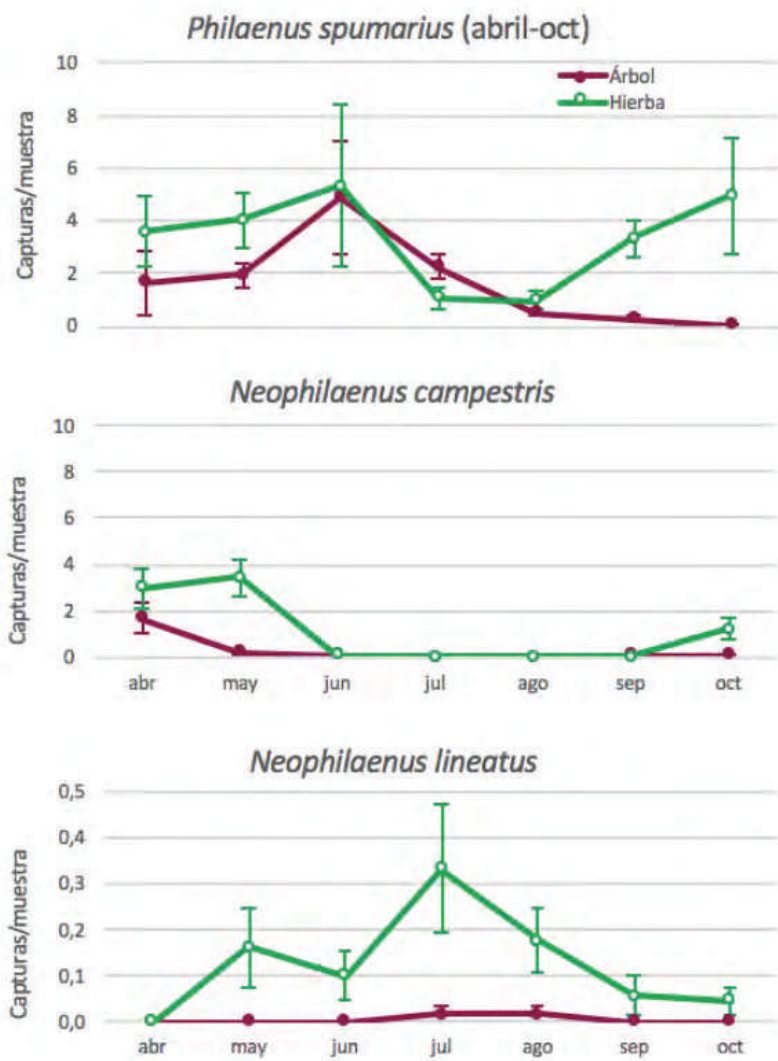 Philaenus spumarius (abril-oct)
Capturas/muestra
10
8
6
4
2
0
Árbol
Hierba
Neophilaenus campestris
Capturas/muestra
10
8
6
4
2
0
abr may jun jul ago sep oct
Neophilaenus lineatus
Capturas/muestra
0,5
0,4
0,3
0,2
0,1
0,0
abr may jun jul ago sep oct